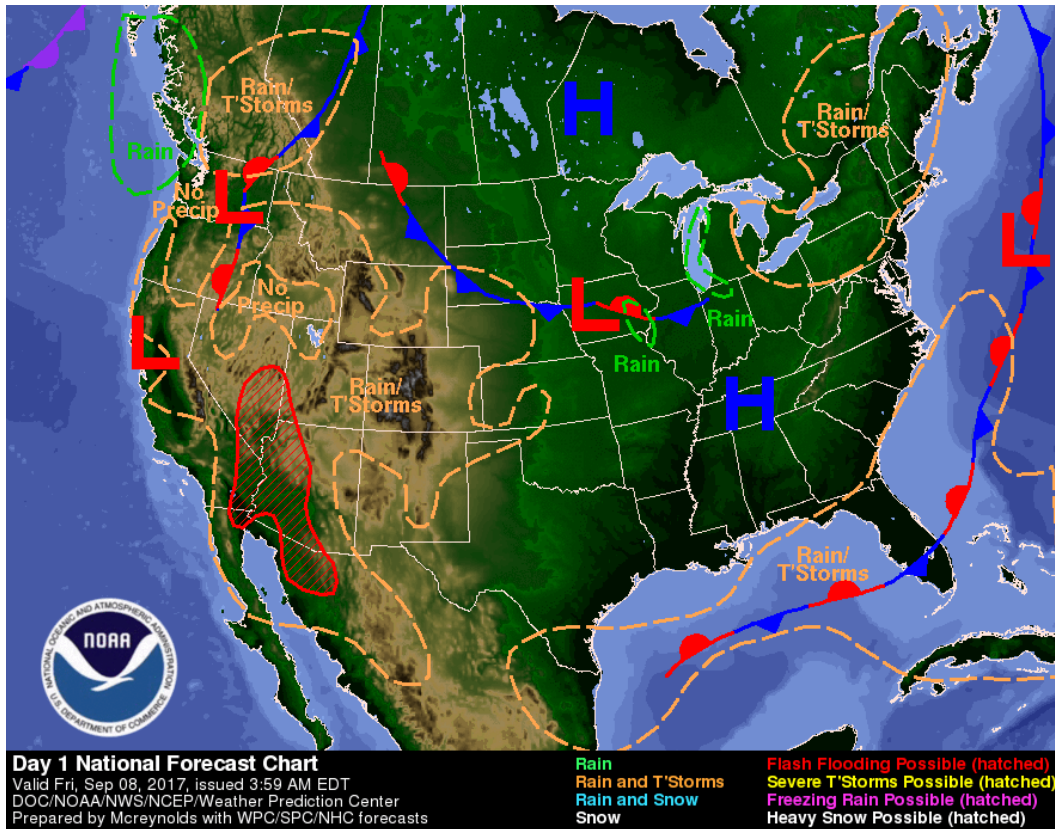 Rain/
T'Storms
Rain
No
Precip
L
H
Rain/
T'Storms
L
No
Precip
L
L
Rain
Rain
L
Rain/
T'Storms
H
Rain/
T'Storms
NATIONAL OCEANIC AND ATMOSPHERIC ADMINISTRATION
NOAA
U.S. DEPARTMENT OF COMMERCE
Day 1 National Forecast Chart
Valid Fri, Sep 08, 2017, issued 3:59 AM EDT
DOC/NOAA/NWS/NCEP/Weather Prediction Center
Prepared by Mcreynolds with WPC/SPC/NHC forecasts
Rain
Rain and T'Storms
Rain and Snow
Snow
Flash Flooding Possible (hatched)
Severe T'Storms Possible (hatched)
Freezing Rain Possible (hatched)
Heavy Snow Possible (hatched)